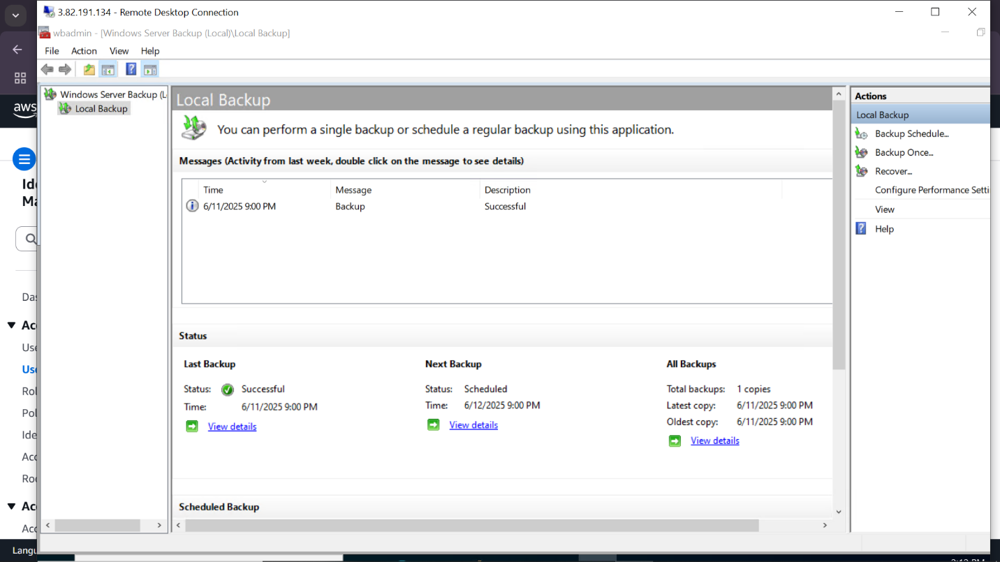 3.82.191.134 - Remote Desktop Connection
wbadmin - [Windows Server Backup (Local)\Local Backup]
File Action View Help
aws
Windows Server Backup (L
Local Backup
Local Backup
You can perform a single backup or schedule a regular backup using this application.
Messages (Activity from last week, double click on the message to see details)
Time Message Description
6/11/2025 9:00 PM Backup Successful
Status
Last Backup
Status: Successful
Time: 6/11/2025 9:00 PM
View details
Next Backup
Status: Scheduled
Time: 6/12/2025 9:00 PM
View details
All Backups
Total backups: 1 copies
Latest copy: 6/11/2025 9:00 PM
Oldest copy: 6/11/2025 9:00 PM
View details
Scheduled Backup
Actions
Local Backup
Backup Schedule...
Backup Once...
Recover...
Configure Performance Setti
View
Help
Ide
Ma
Das
Acc
Use
Use
Rol
Pol
Ide
Acc
Roo
Acc
Acc
Langu